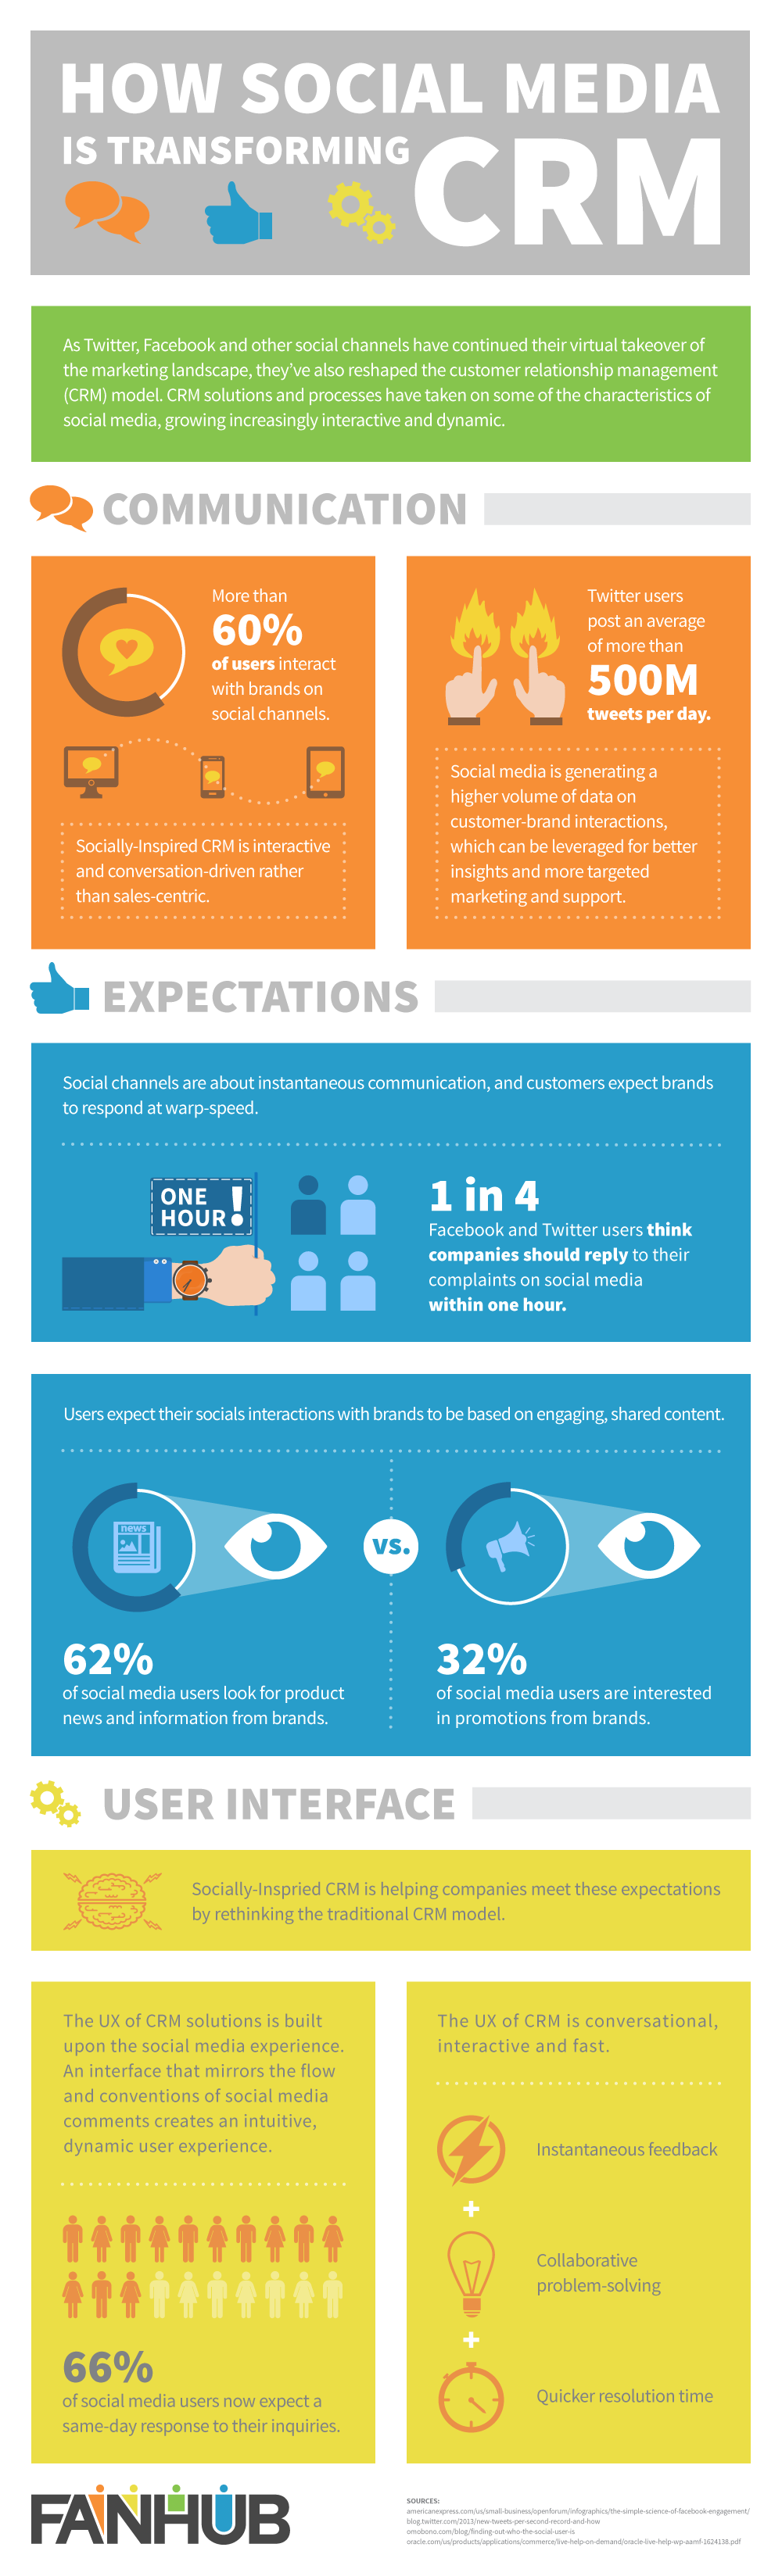 HOW SOCIAL MEDIA
IS TRANSFORMING
CRM
As Twitter, Facebook and other social channels have continued their virtual takeover of
the marketing landscape, they've also reshaped the customer relationship management
(CRM) model. CRM solutions and processes have taken on some of the characteristics of
social media, growing increasingly interactive and dynamic.
COMMUNICATION
More than
60%
of users interact
with brands on
social channels.
Socially-Inspired CRM is interactive
and conversation-driven rather
than sales-centric.
Twitter users
post an average
of more than
500M
tweets per day.
Social media is generating a
higher volume of data on
customer-brand interactions,
which can be leveraged for better
insights and more targeted
marketing and support.
EXPECTATIONS
Social channels are about instantaneous communication, and customers expect brands
to respond at warp-speed.
ONE
HOUR!
1 in 4
Facebook and Twitter users think
companies should reply to their
complaints on social media
within one hour.
Users expect their socials interactions with brands to be based on engaging, shared content.
news
vs.
62%
of social media users look for product
news and information from brands.
32%
of social media users are interested
in promotions from brands.
USER INTERFACE
Socially-Inspried CRM is helping companies meet these expectations
by rethinking the traditional CRM model.
The UX of CRM solutions is built
upon the social media experience.
An interface that mirrors the flow
and conventions of social media
comments creates an intuitive,
dynamic user experience.
66%
of social media users now expect a
same-day response to their inquiries.
The UX of CRM is conversational,
interactive and fast.
Instantaneous feedback
+
Collaborative
problem-solving
+
Quicker resolution time
FANHUB
SOURCES:
americanexpress.com/us/small-business/openforum/infographics/the-simple-science-of-facebook-engagement/
blog.twitter.com/2013/new-tweets-per-second-record-and-how
omobono.com/blog/finding-out-who-the-social-user-is
oracle.com/us/products/applications/commerce/live-help-on-demand/oracle-live-help-wp-aamf-1624138.pdf